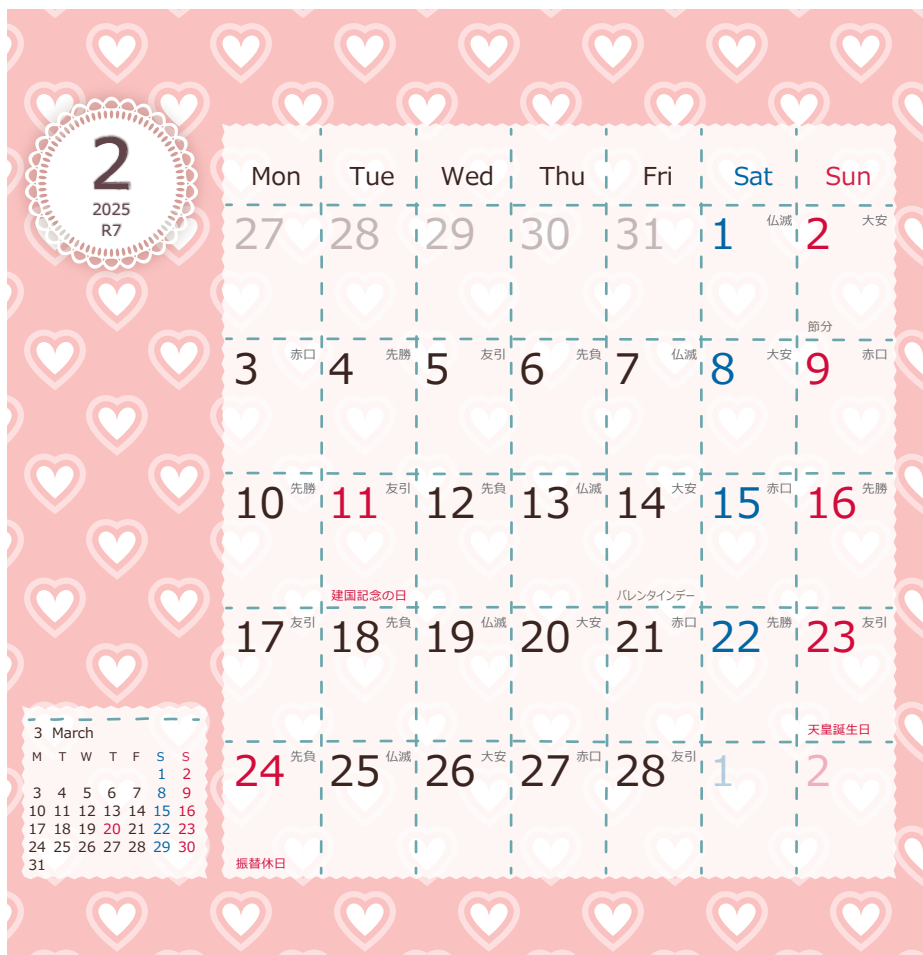 2
2025
R7
Mon Tue Wed Thu Fri Sat Sun
27 28 29 30 31 1 仏滅 2 大安
節分
3 赤口 4 先勝 5 友引 6 先負 7 仏滅 8 大安 9 赤口
10 先勝 11 友引 12 先負 13 仏滅 14 大安 15 赤口 16 先勝
建国記念の日 バレンタインデー
17 友引 18 先負 19 仏滅 20 大安 21 赤口 22 先勝 23 友引
天皇誕生日
24 先負 25 仏滅 26 大安 27 赤口 28 友引 1 2
振替休日
3 March
M T W T F S S
1 2
3 4 5 6 7 8 9
10 11 12 13 14 15 16
17 18 19 20 21 22 23
24 25 26 27 28 29 30
31